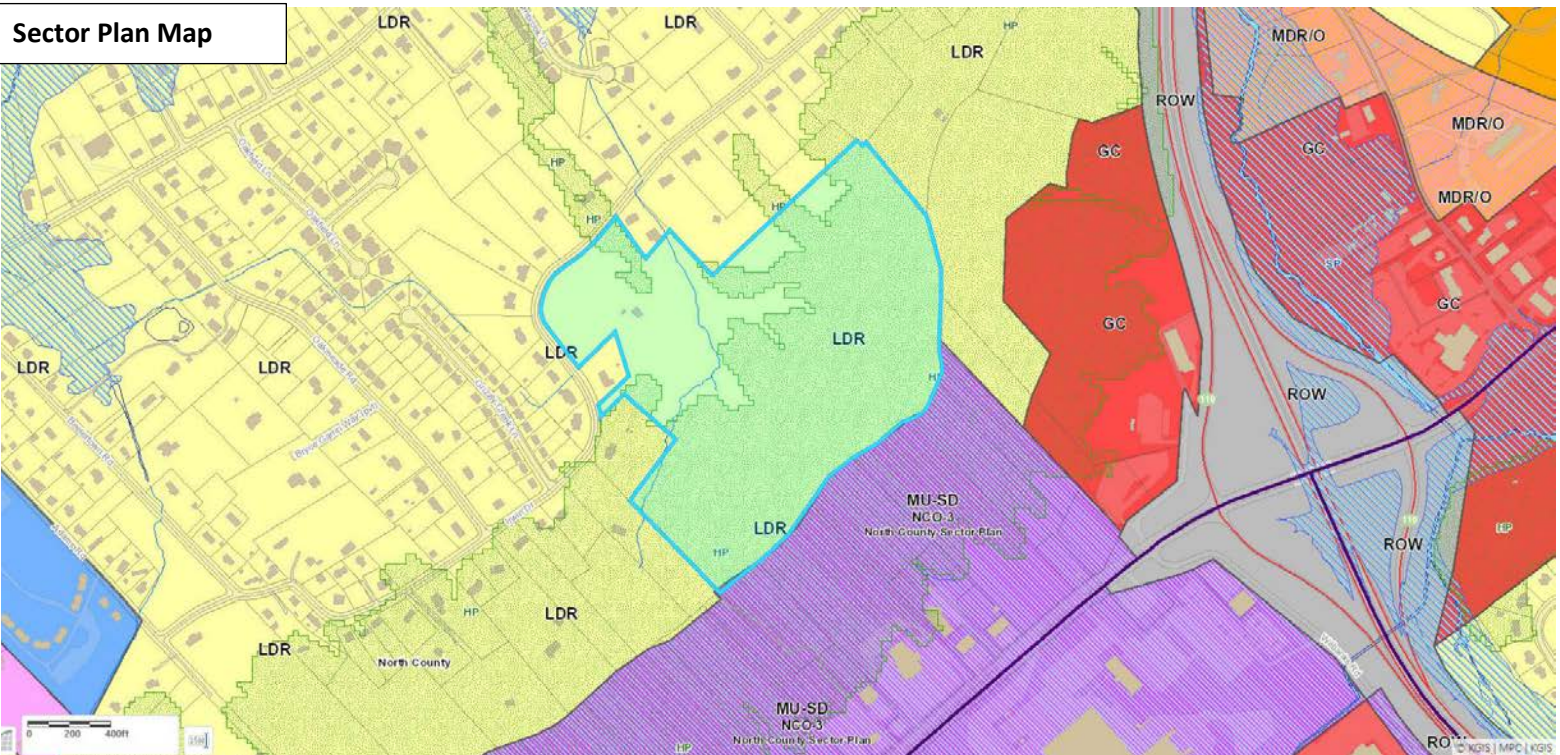 Sector Plan Map
LDR
LDR
HP
LDR
MDR/O
ROW
GC
GC
MDR/O
MDR/O
HP
HP
HP
SP
GC
GC
LDR
LDR
LDR
LDR
HP
ROW
MU-SD
NCO-3
North County Sector Plan
LDR
HP
ROW
HP
HP
LDR
LDR
North County
MU-SD
NCO-3
North County Sector Plan
HP
0 200 400ft
ROW
KGIS | MPC | KGIS